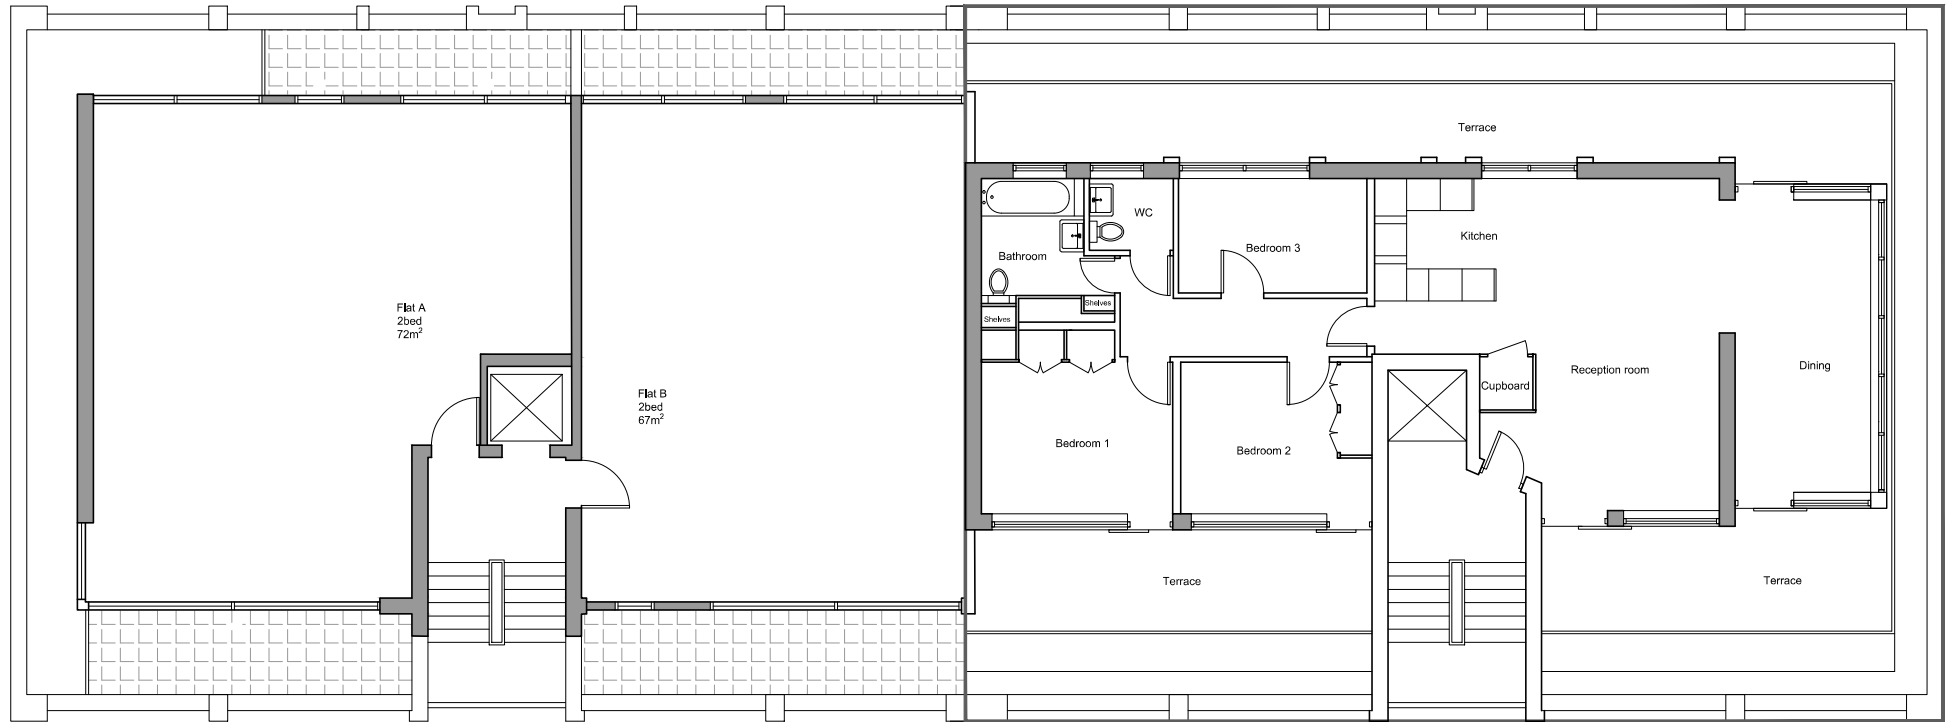 Terrace
WC
Kitchen
Bedroom 3
Bathroom
Shelves
Shelves
Flat A
2bed
72m²
Flat B
2bed
67m²
Reception room
Dining
Cupboard
Bedroom 1
Bedroom 2
Terrace
Terrace